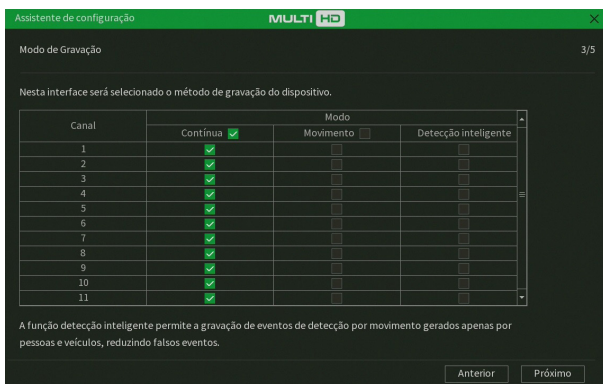 Assistente de configuração
MULTI HD
Modo de Gravação
3/5
Nesta interface será selecionado o método de gravação do dispositivo.
Canal
Modo
Contínua
Movimento
Detecção inteligente
1
2
3
4
5
6
7
8
9
10
11
A função detecção inteligente permite a gravação de eventos de detecção por movimento gerados apenas por
pessoas e veículos, reduzindo falsos eventos.
Anterior
Próximo